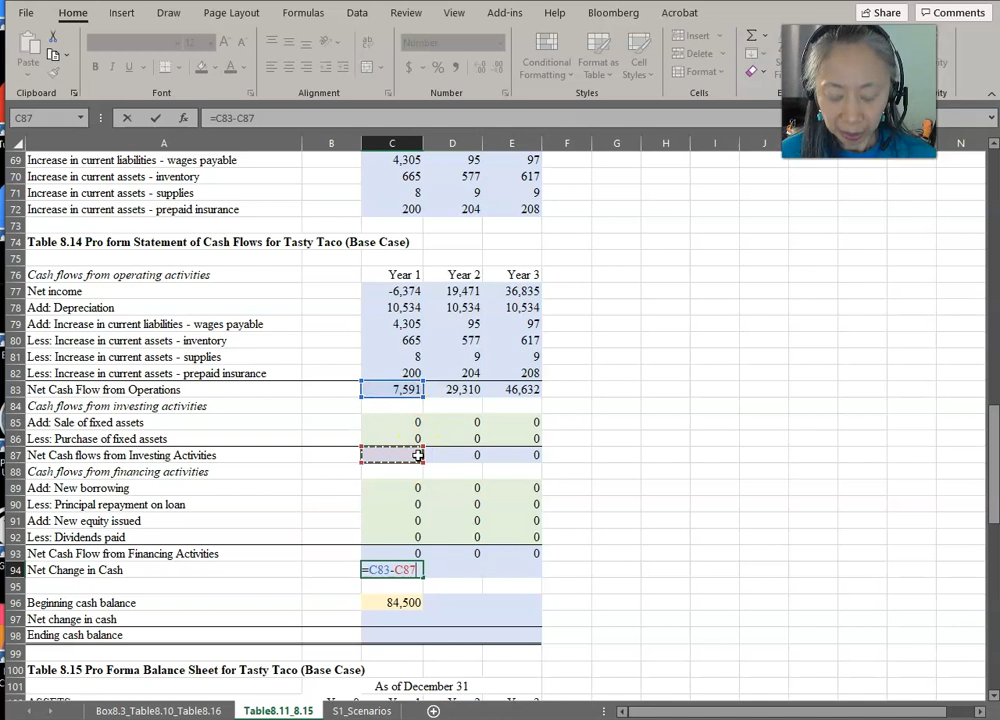 File Home Insert Draw Page Layout Formulas Data Review View Add-ins Help Bloomberg Acrobat Share Comments
12 A A ab Number Insert
Paste B I U A $ % Conditional Format as Cell Delete
Formatting Table Styles Format
Clipboard Font Alignment Number Styles Cells
C87 fx =C83-C87
A B C D E F G H I J N
69 Increase in current liabilities - wages payable 4,305 95 97
70 Increase in current assets - inventory 665 577 617
71 Increase in current assets - supplies 8 9 9
72 Increase in current assets - prepaid insurance 200 204 208
73
74 Table 8.14 Pro form Statement of Cash Flows for Tasty Taco (Base Case)
75
76 Cash flows from operating activities Year 1 Year 2 Year 3
77 Net income -6,374 19,471 36,835
78 Add: Depreciation 10,534 10,534 10,534
79 Add: Increase in current liabilities - wages payable 4,305 95 97
80 Less: Increase in current assets - inventory 665 577 617
81 Less: Increase in current assets - supplies 8 9 9
82 Less: Increase in current assets - prepaid insurance 200 204 208
83 Net Cash Flow from Operations 7,591 29,310 46,632
84 Cash flows from investing activities
85 Add: Sale of fixed assets 0 0 0
86 Less: Purchase of fixed assets 0 0 0
87 Net Cash flows from Investing Activities 0 0
88 Cash flows from financing activities
89 Add: New borrowing 0 0 0
90 Less: Principal repayment on loan 0 0 0
91 Add: New equity issued 0 0 0
92 Less: Dividends paid 0 0 0
93 Net Cash Flow from Financing Activities 0 0 0
94 Net Change in Cash =C83-C87
95
96 Beginning cash balance 84,500
97 Net change in cash
98 Ending cash balance
99
100 Table 8.15 Pro Forma Balance Sheet for Tasty Taco (Base Case)
101 As of December 31
Box8.3_Table8.10_Table8.16 Table8.11_8.15 S1_Scenarios